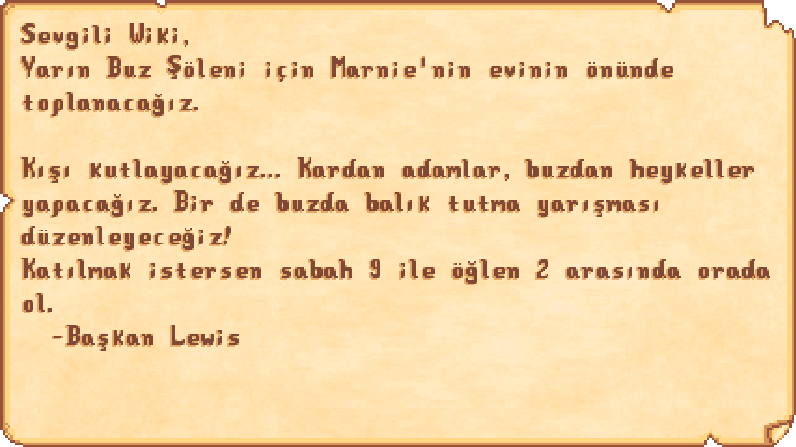 Sevgili Wiki,
Yarın Buz Şöleni için Marnie'nin evinin önünde
toplanacağız.
Kışı kutlayacağız... Kardan adamlar, buzdan heykeller
yapacağız. Bir de buzda balık tutma yarışması
düzenleyeceğiz!
Katılmak istersen sabah 9 ile öğlen 2 arasında orada
ol.
-Başkan Lewis